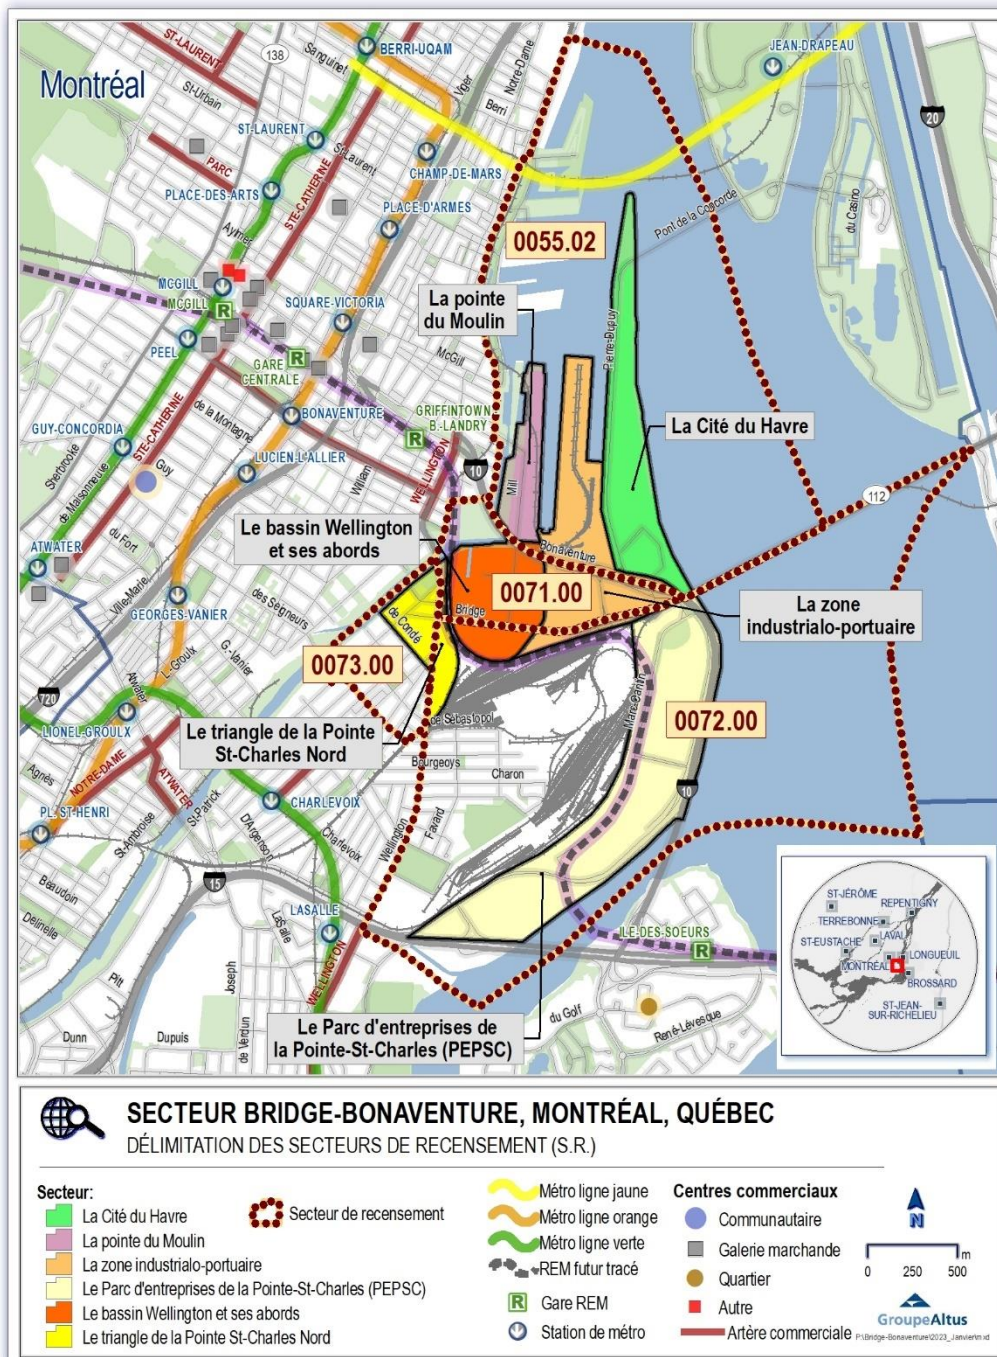 Montréal
ST-LAURENT
138
Sanguinet
BERRI-UQAM
JEAN-DRAPEAU
Notre-Dame
Viger
Berri
St-Urbain
20
ST-LAURENT
St-Laurent
PARC
STE-CATHERINE
CHAMP-DE-MARS
PLACE-DES-ARTS
PLACE-D'ARMES
Pont de la Concorde
du Casino
Aylmer
0055.02
MCGILL
MCGILL
R
SQUARE-VICTORIA
La pointe
du Moulin
Pierre-Dupuy
PEEL
GARE
CENTRALE
R
McGill
de la Montagne
BONAVENTURE
GRIFFINTOWN
B.-LANDRY
R
La Cité du Havre
GUY-CONCORDIA
STE-CATHERINE
Sherbrooke
de Maisonneuve
Guy
LUCIEN-L'ALLIER
William
WELLINGTON
10
Mill
112
Le bassin Wellington
et ses abords
Bonaventure
du Fort
ATWATER
Ville-Marie
des Seigneurs
GEORGES-VANIER
Bridge
0071.00
La zone
industrialo-portuaire
de Condé
G.-Vanier
L.-Groulx
0073.00
720
Atwater
Marc-Cantin
0072.00
LIONEL-GROULX
Le triangle de la Pointe
St-Charles Nord
de Sébastopol
Bourgeoys
Charon
NOTRE-DAME
Agnès
ATWATER
St-Patrick
CHARLEVOIX
10
PL. ST-HENRI
St-Ambroise
D'Argenson
Charlevoix
Wellington
Favard
15
Beaudoin
Delinelle
LaSalle
LASALLE
WELLINGTON
ILE-DES-SOEURS
R
Pitt
Joseph
de Verdun
Dunn
Dupuis
Le Parc d'entreprises de
la Pointe-St-Charles (PEPSC)
du Golf
René-Lévesque
ST-JÉRÔME
REPENTIGNY
TERREBONNE
LAVAL
ST-EUSTACHE
LONGUEUIL
MONTRÉAL
BROSSARD
ST-JEAN-
SUR-RICHELIEU
SECTEUR BRIDGE-BONAVENTURE, MONTRÉAL, QUÉBEC
DÉLIMITATION DES SECTEURS DE RECENSEMENT (S.R.)
Secteur:
La Cité du Havre
La pointe du Moulin
La zone industrialo-portuaire
Le Parc d'entreprises de la Pointe-St-Charles (PEPSC)
Le bassin Wellington et ses abords
Le triangle de la Pointe St-Charles Nord
Secteur de recensement
Métro ligne jaune
Métro ligne orange
Métro ligne verte
REM futur tracé
R Gare REM
Station de métro
Centres commerciaux
Communautaire
Galerie marchande
Quartier
Autre
Artère commerciale
N
m
0 250 500
GroupeAltus